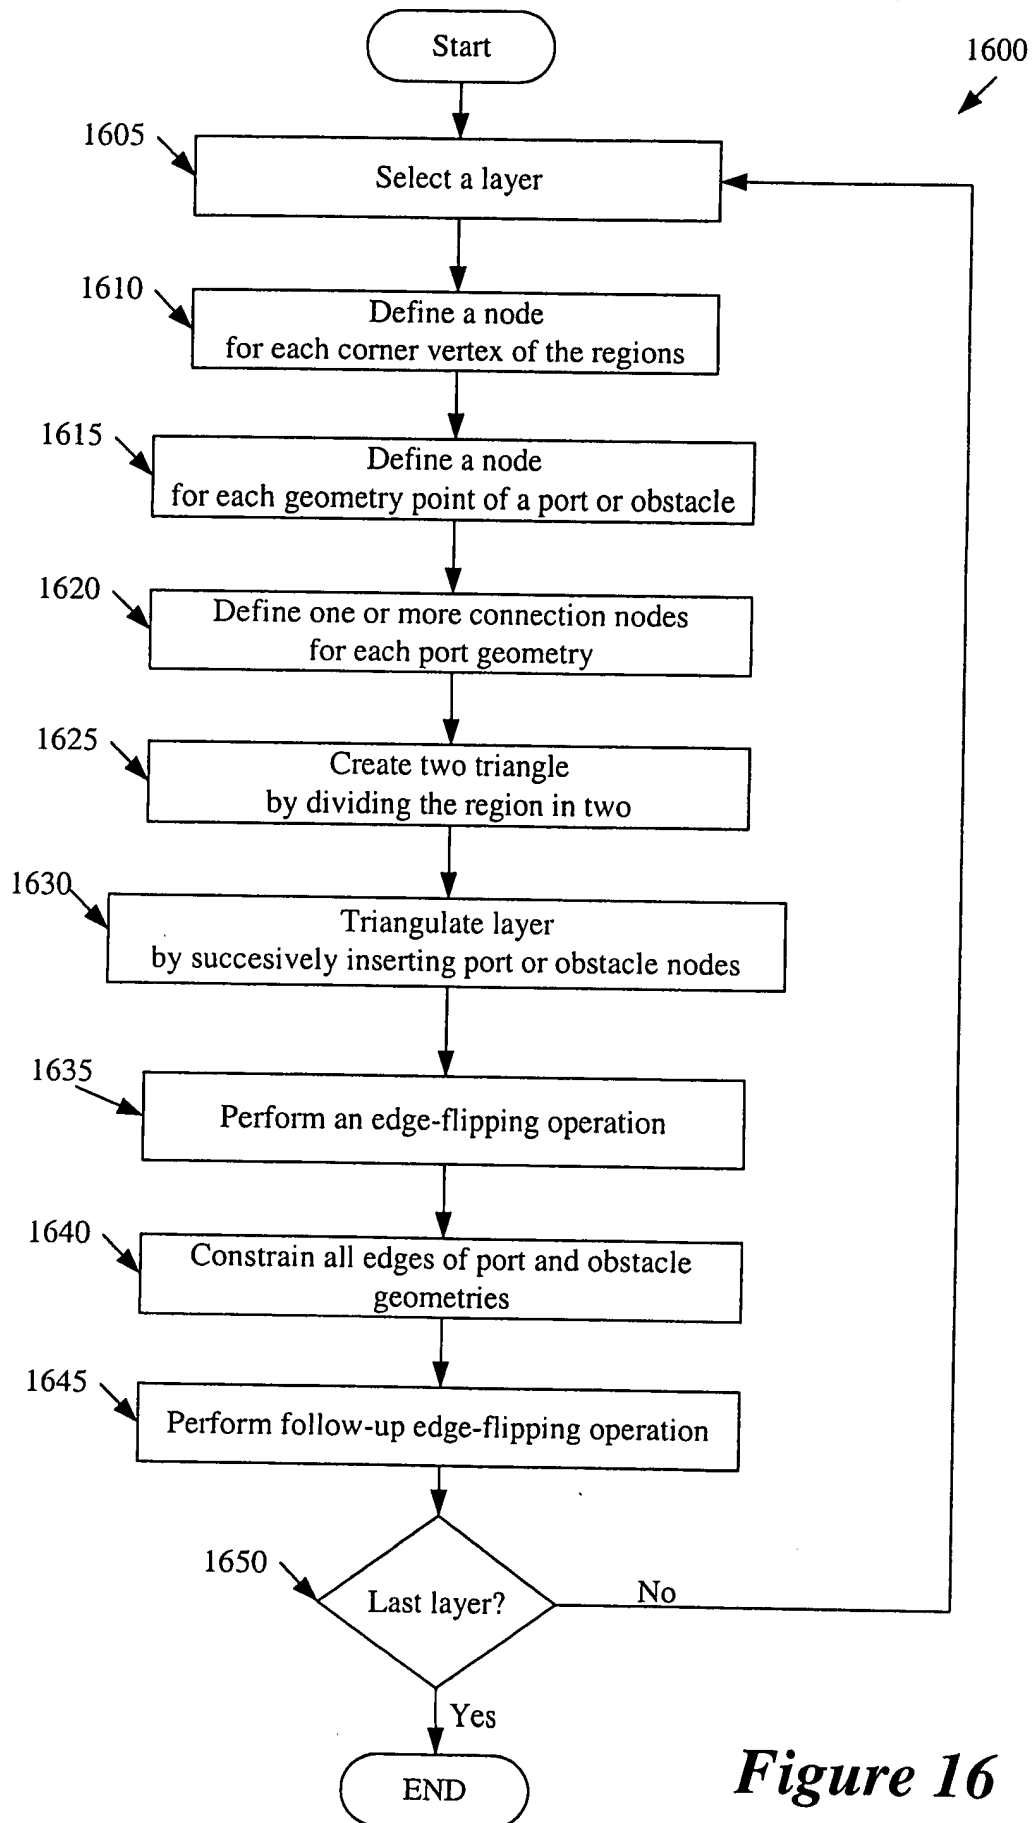 Start
1600
1605
Select a layer
1610
Define a node
for each corner vertex of the regions
1615
Define a node
for each geometry point of a port or obstacle
1620
Define one or more connection nodes
for each port geometry
1625
Create two triangle
by dividing the region in two
1630
Triangulate layer
by succesively inserting port or obstacle nodes
1635
Perform an edge-flipping operation
1640
Constrain all edges of port and obstacle
geometries
1645
Perform follow-up edge-flipping operation
1650
Last layer?
No
Yes
END
Figure 16